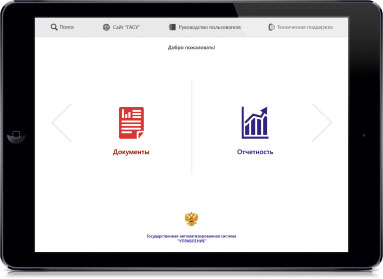 Поиск
Сайт "ГАСУ"
Руководство пользователя
Техническая поддержка
Добро пожаловать!
Документы
Отчетность
Государственная автоматизированная система
"УПРАВЛЕНИЕ"